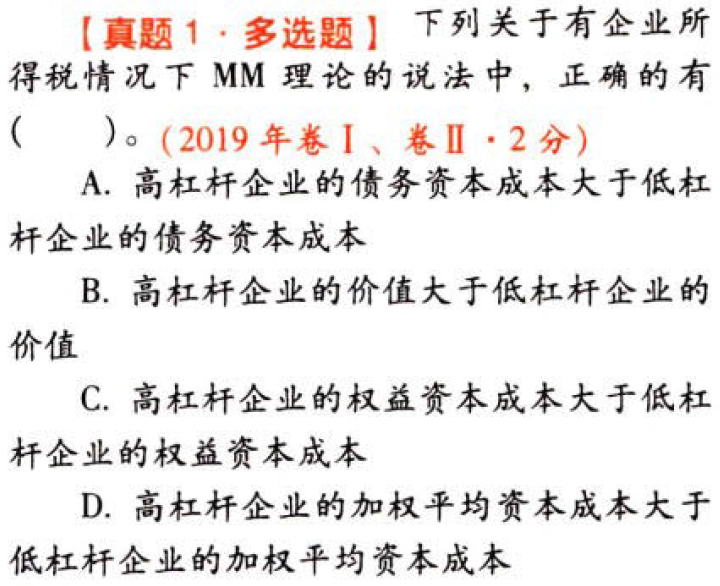 【真题1·多选题】 下列关于有企业所
得税情况下 MM 理论的说法中，正确的有
(  )。(2019 年卷Ⅰ、卷Ⅱ·2 分)
A. 高杠杆企业的债务资本成本大于低杠
杆企业的债务资本成本
B. 高杠杆企业的价值大于低杠杆企业的
价值
C. 高杠杆企业的权益资本成本大于低杠
杆企业的权益资本成本
D. 高杠杆企业的加权平均资本成本大于
低杠杆企业的加权平均资本成本